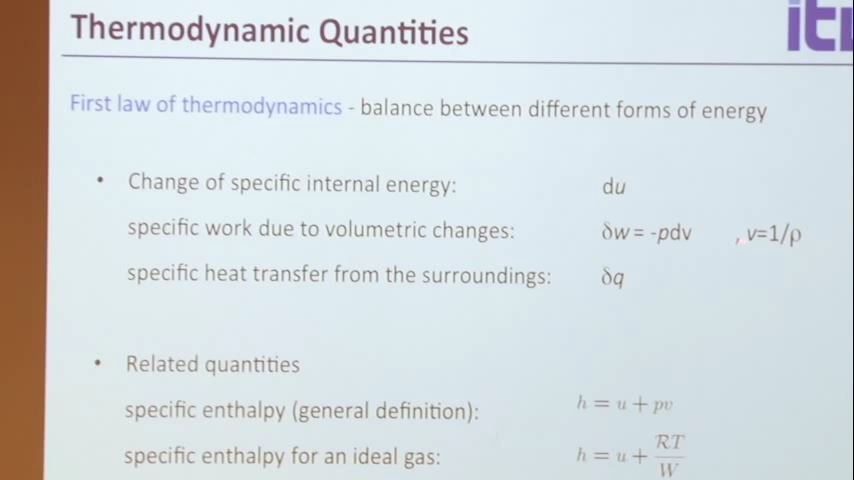 Thermodynamic Quantities
First law of thermodynamics - balance between different forms of energy
• Change of specific internal energy: du
specific work due to volumetric changes: δw = -pdv , v=1/ρ
specific heat transfer from the surroundings: δq
• Related quantities
specific enthalpy (general definition): h = u + pv
specific enthalpy for an ideal gas: h = u + RT/W